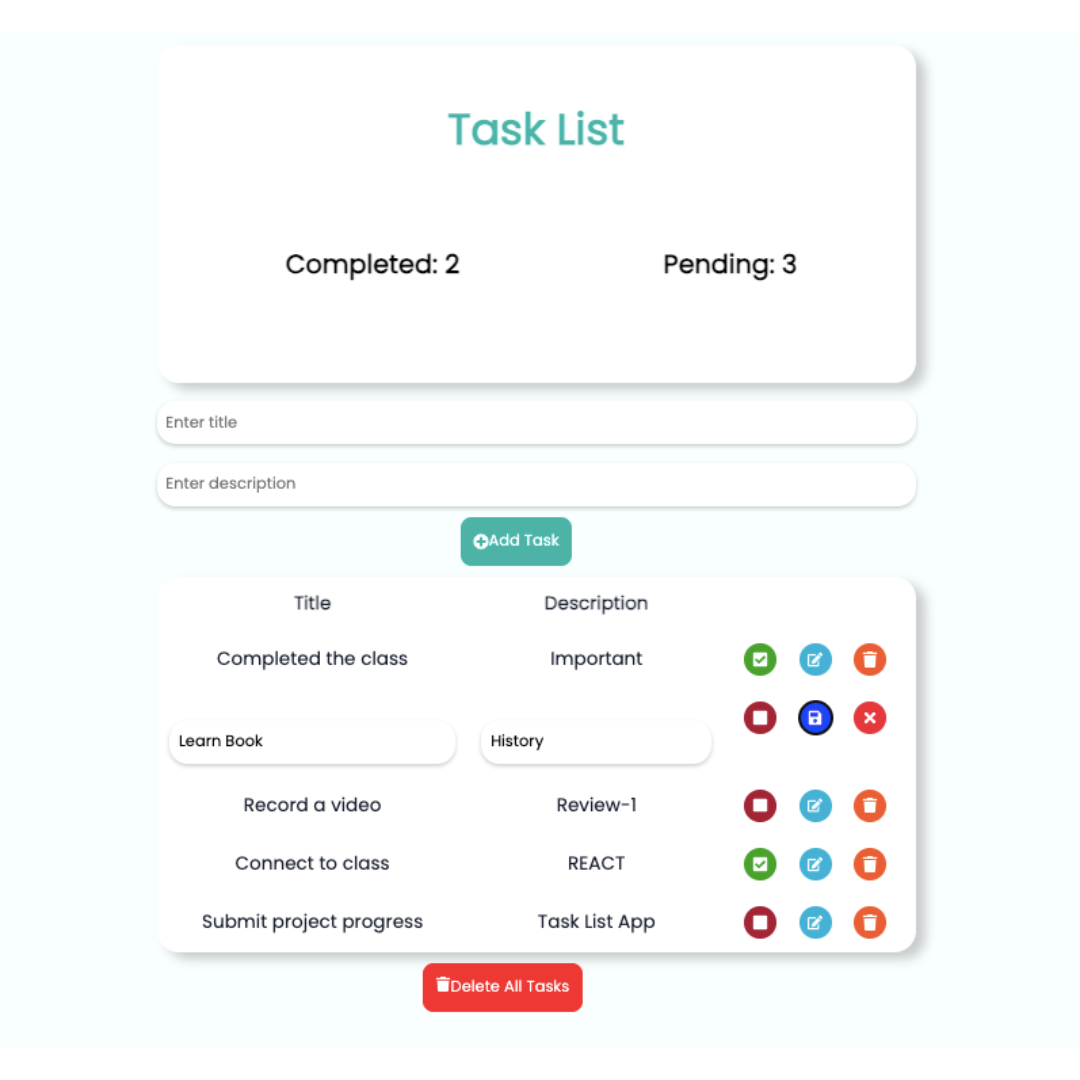 Task List
Completed: 2 Pending: 3
Enter title
Enter description
Add Task
Title Description
Completed the class Important
Learn Book History
Record a video Review-1
Connect to class REACT
Submit project progress Task List App
Delete All Tasks